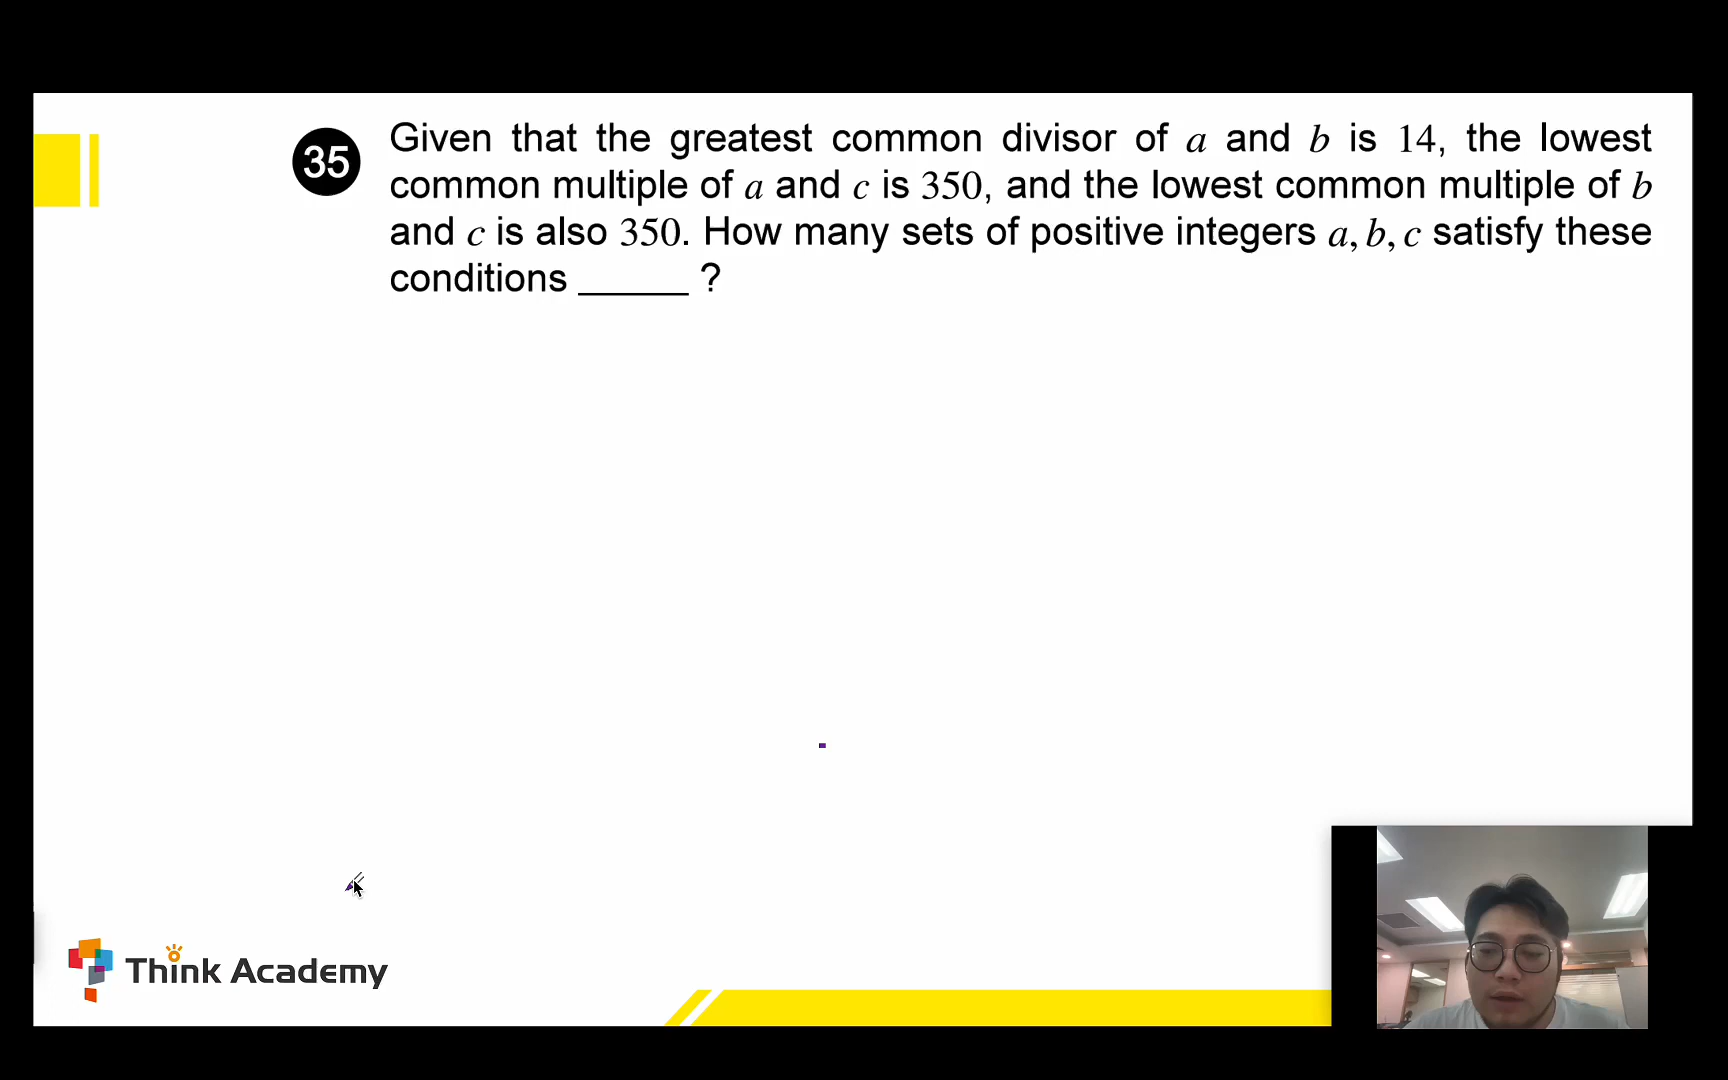 35
Given that the greatest common divisor of a and b is 14, the lowest
common multiple of a and c is 350, and the lowest common multiple of b
and c is also 350. How many sets of positive integers a, b, c satisfy these
conditions ______ ?
Think Academy